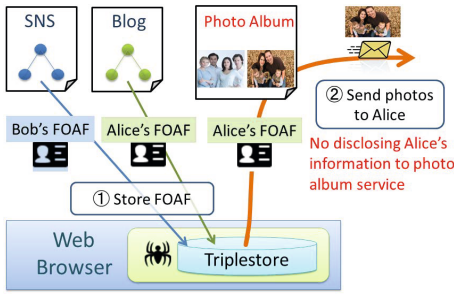 SNS
Blog
Photo Album
② Send photos
to Alice
Bob's FOAF
Alice's FOAF
Alice's FOAF
No disclosing Alice's
information to photo
album service
① Store FOAF
Web
Browser
Triplestore